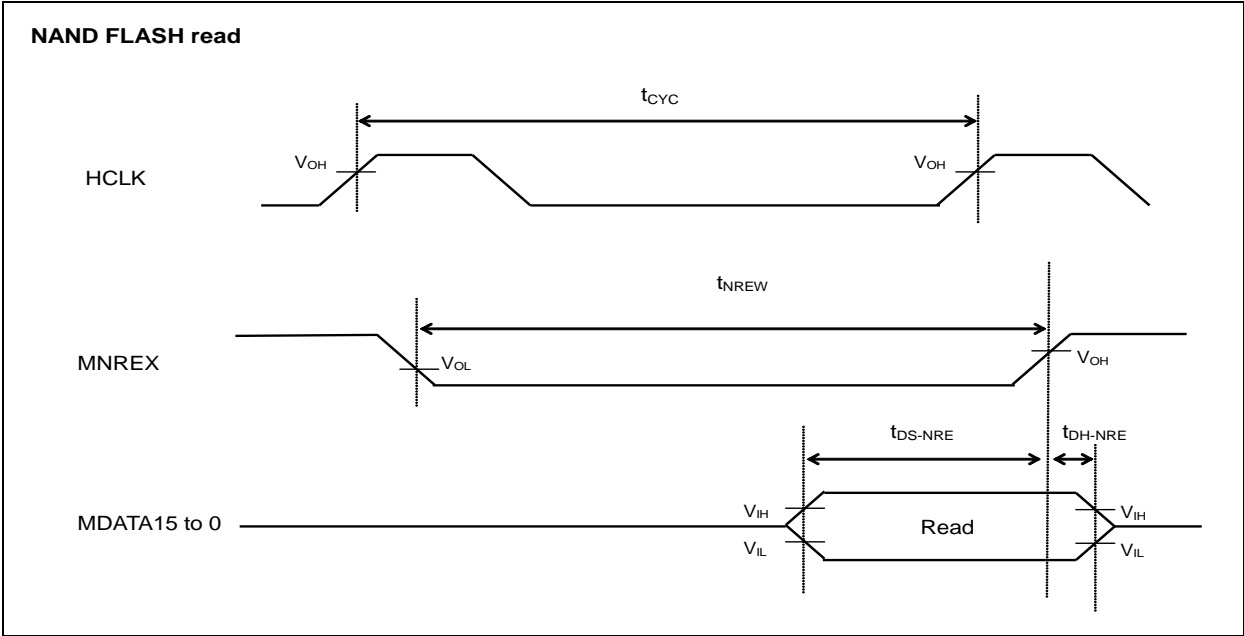 NAND FLASH read
tCYC
VOH VOH
HCLK
tNREW
MNREX VOL VOH
tDS-NRE tDH-NRE
VIH VIH
MDATA15 to 0 Read
VIL VIL